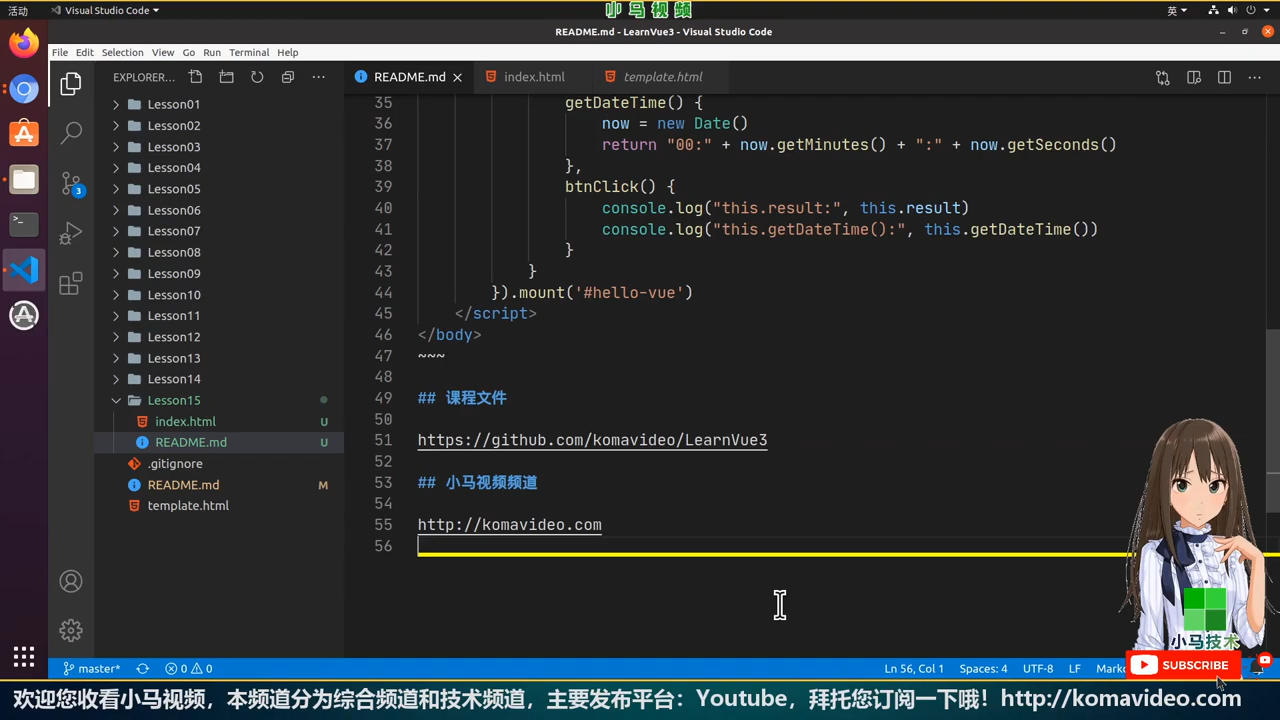 活动
Visual Studio Code
小马视频
英
README.md - LearnVue3 - Visual Studio Code
File Edit Selection View Go Run Terminal Help
EXPLORER...
README.md
index.html
template.html
Lesson01
Lesson02
Lesson03
Lesson04
Lesson05
Lesson06
Lesson07
Lesson08
Lesson09
Lesson10
Lesson11
Lesson12
Lesson13
Lesson14
Lesson15
index.html U
README.md U
.gitignore
README.md M
template.html
3
35 getDateTime() {
36 now = new Date()
37 return "00:" + now.getMinutes() + ":" + now.getSeconds()
38 },
39 btnClick() {
40 console.log("this.result:", this.result)
41 console.log("this.getDateTime():", this.getDateTime())
42 }
43 }
44 }).mount('#hello-vue')
45 </script>
46 </body>
47 ~~~
48
49 ## 课程文件
50
51 https://github.com/komavideo/LearnVue3
52
53 ## 小马视频频道
54
55 http://komavideo.com
56
小马技术
SUBSCRIBE
master*
0 0
Ln 56, Col 1 Spaces: 4 UTF-8 LF Marko
欢迎您收看小马视频，本频道分为综合频道和技术频道，主要发布平台：Youtube，拜托您订阅一下哦！http://komavideo.com